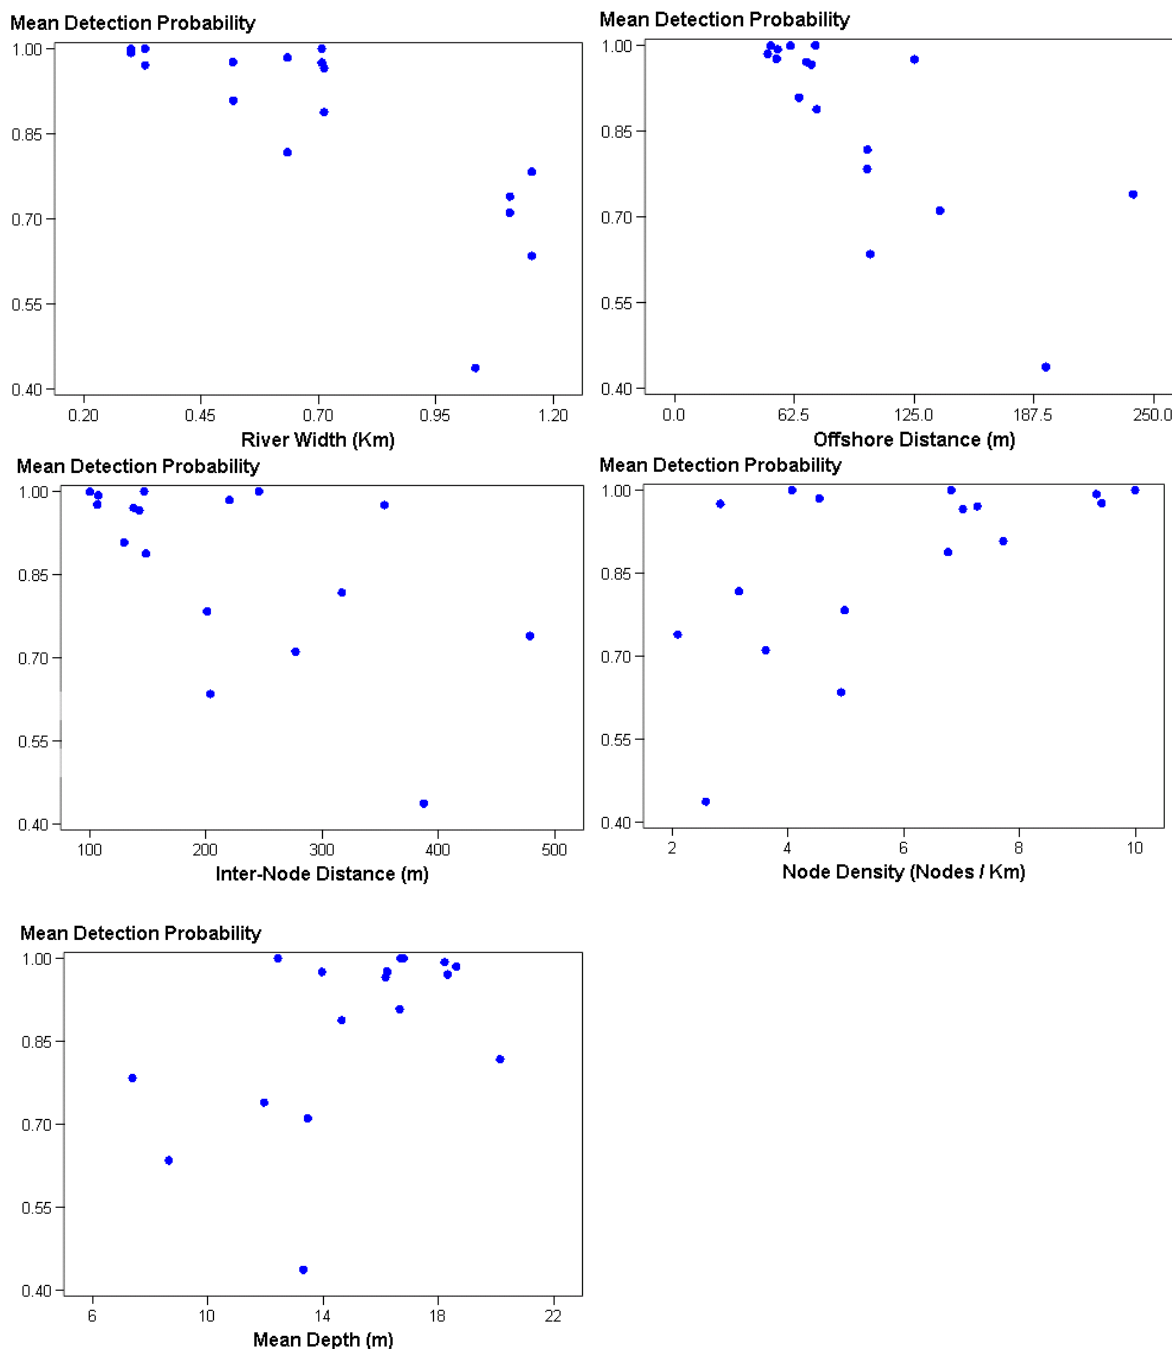 Mean Detection Probability
1.00
0.85
0.70
0.55
0.40
0.20 0.45 0.70 0.95 1.20
River Width (Km)
Mean Detection Probability
1.00
0.85
0.70
0.55
0.40
0.0 62.5 125.0 187.5 250.0
Offshore Distance (m)
Mean Detection Probability
1.00
0.85
0.70
0.55
0.40
100 200 300 400 500
Inter-Node Distance (m)
Mean Detection Probability
1.00
0.85
0.70
0.55
0.40
2 4 6 8 10
Node Density (Nodes / Km)
Mean Detection Probability
1.00
0.85
0.70
0.55
0.40
6 10 14 18 22
Mean Depth (m)